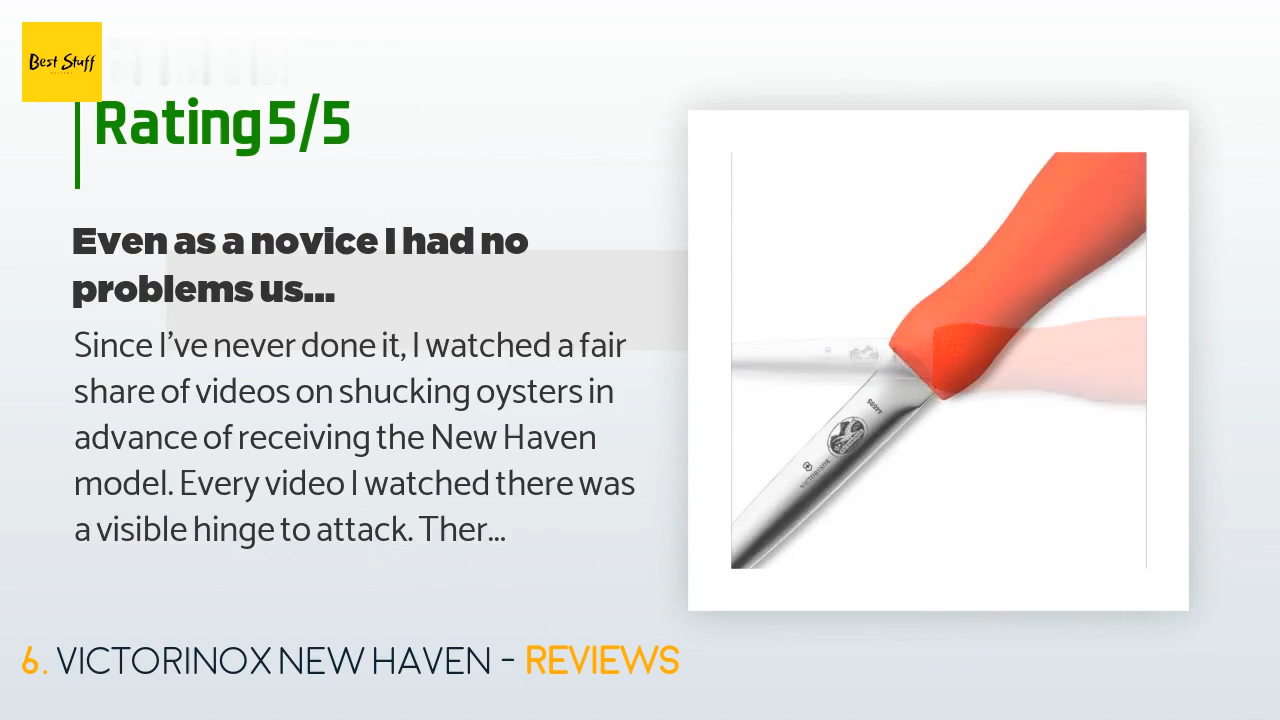 Best Stuff
Rating 5/5
Even as a novice I had no
problems us...
Since I've never done it, I watched a fair
share of videos on shucking oysters in
advance of receiving the New Haven
model. Every video I watched there was
a visible hinge to attack. Ther...
VICTORINOX
6. VICTORINOX NEW HAVEN - REVIEWS